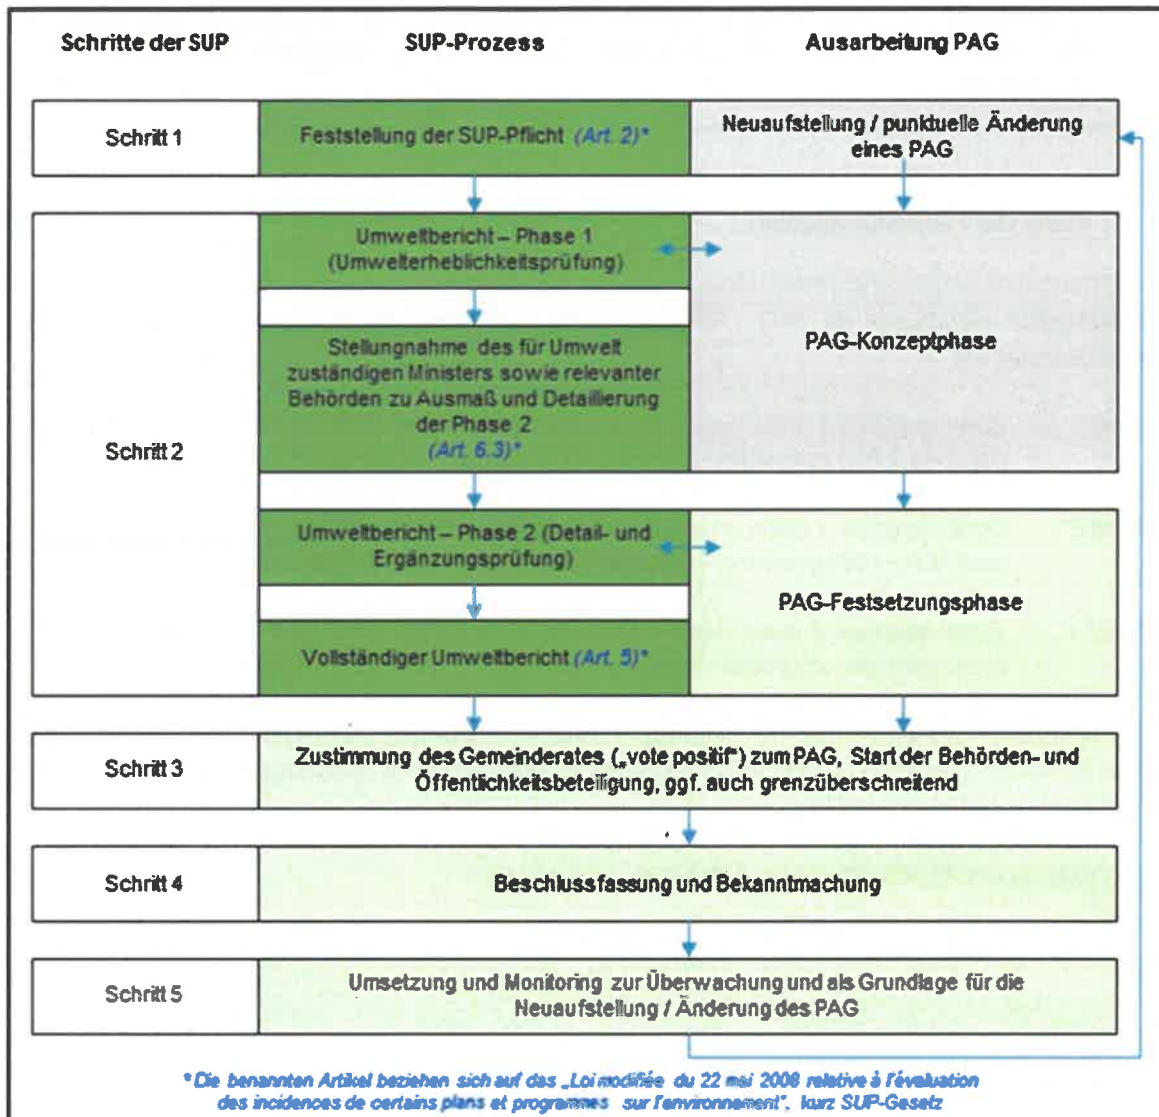 Schritte der SUP
SUP-Prozess
Ausarbeitung PAG
Schritt 1
Feststellung der SUP-Pflicht (Art. 2)*
Neuaufstellung / punktuelle Änderung
eines PAG
Schritt 2
Umweltbericht – Phase 1
(Umwelterheblichkeitsprüfung)
Stellungnahme des für Umwelt
zuständigen Ministers sowie relevanter
Behörden zu Ausmaß und Detaillierung
der Phase 2
(Art. 6.3)*
PAG-Konzeptphase
Umweltbericht – Phase 2 (Detail- und
Ergänzungsprüfung)
Vollständiger Umweltbericht (Art. 5)*
PAG-Festsetzungsphase
Schritt 3
Zustimmung des Gemeinderates („vote positif“) zum PAG, Start der Behörden- und
Öffentlichkeitsbeteiligung, ggf. auch grenzüberschreitend
Schritt 4
Beschlussfassung und Bekanntmachung
Schritt 5
Umsetzung und Monitoring zur Überwachung und als Grundlage für die
Neuaufstellung / Änderung des PAG
* Die benannten Artikel beziehen sich auf das „Loi modifiée du 22 mai 2008 relative à l'évaluation
des incidences de certains plans et programmes sur l'environnement“, kurz SUP-Gesetz